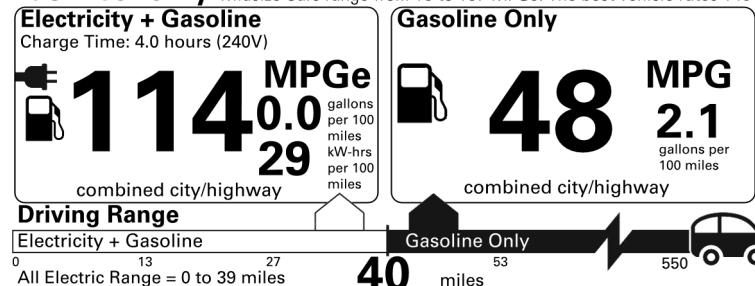 Electricity + Gasoline
Charge Time: 4.0 hours (240V)
114
MPGe
0.0 gallons per 100 miles
29 kW-hrs per 100 miles
combined city/highway
Gasoline Only
48
MPG
2.1
gallons per
100 miles
combined city/highway
Driving Range
Electricity + Gasoline
Gasoline Only
0 13 27 40 miles 53 550
All Electric Range = 0 to 39 miles